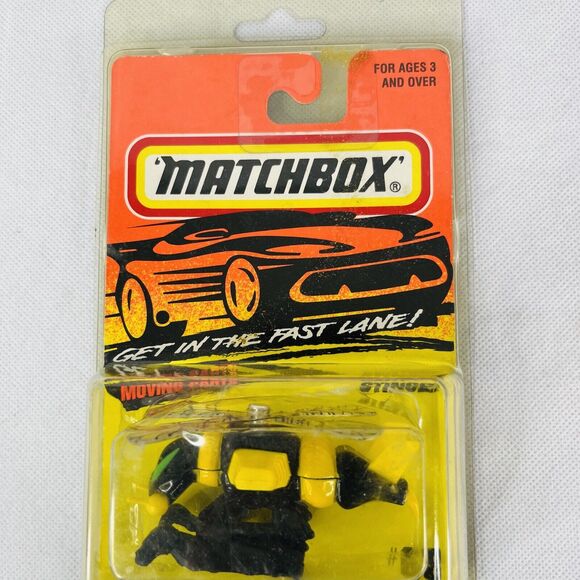 FOR AGES 3
AND OVER
'MATCHBOX'®
GET IN THE FAST LANE!
MOVING PARTS
#